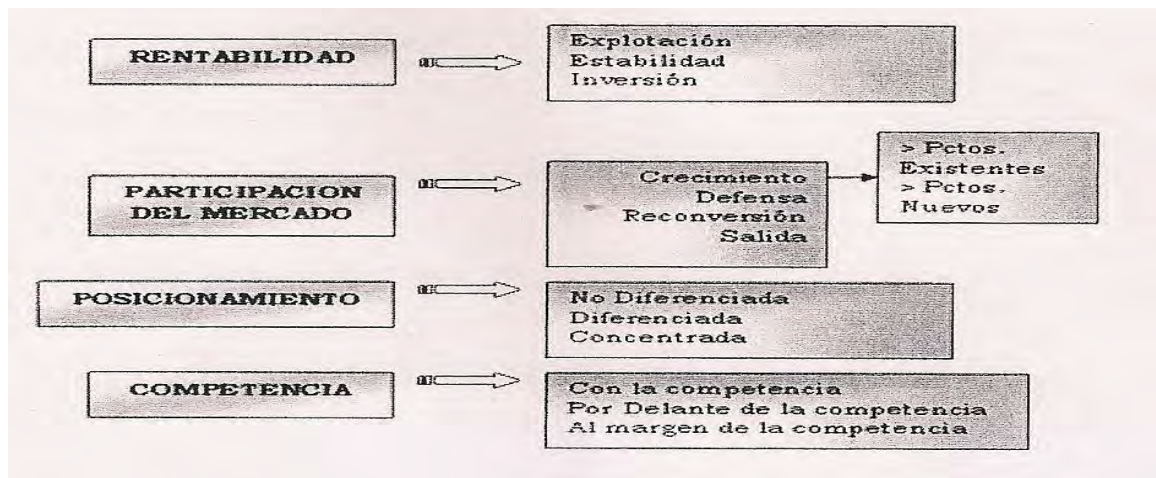 RENTABILIDAD
Explotación
Estabilidad
Inversión
PARTICIPACION
DEL MERCADO
Crecimiento
Defensa
Reconversión
Salida
> Pctos.
Existentes
> Pctos.
Nuevos
POSICIONAMIENTO
No Diferenciada
Diferenciada
Concentrada
COMPETENCIA
Con la competencia
Por Delante de la competencia
Al margen de la competencia